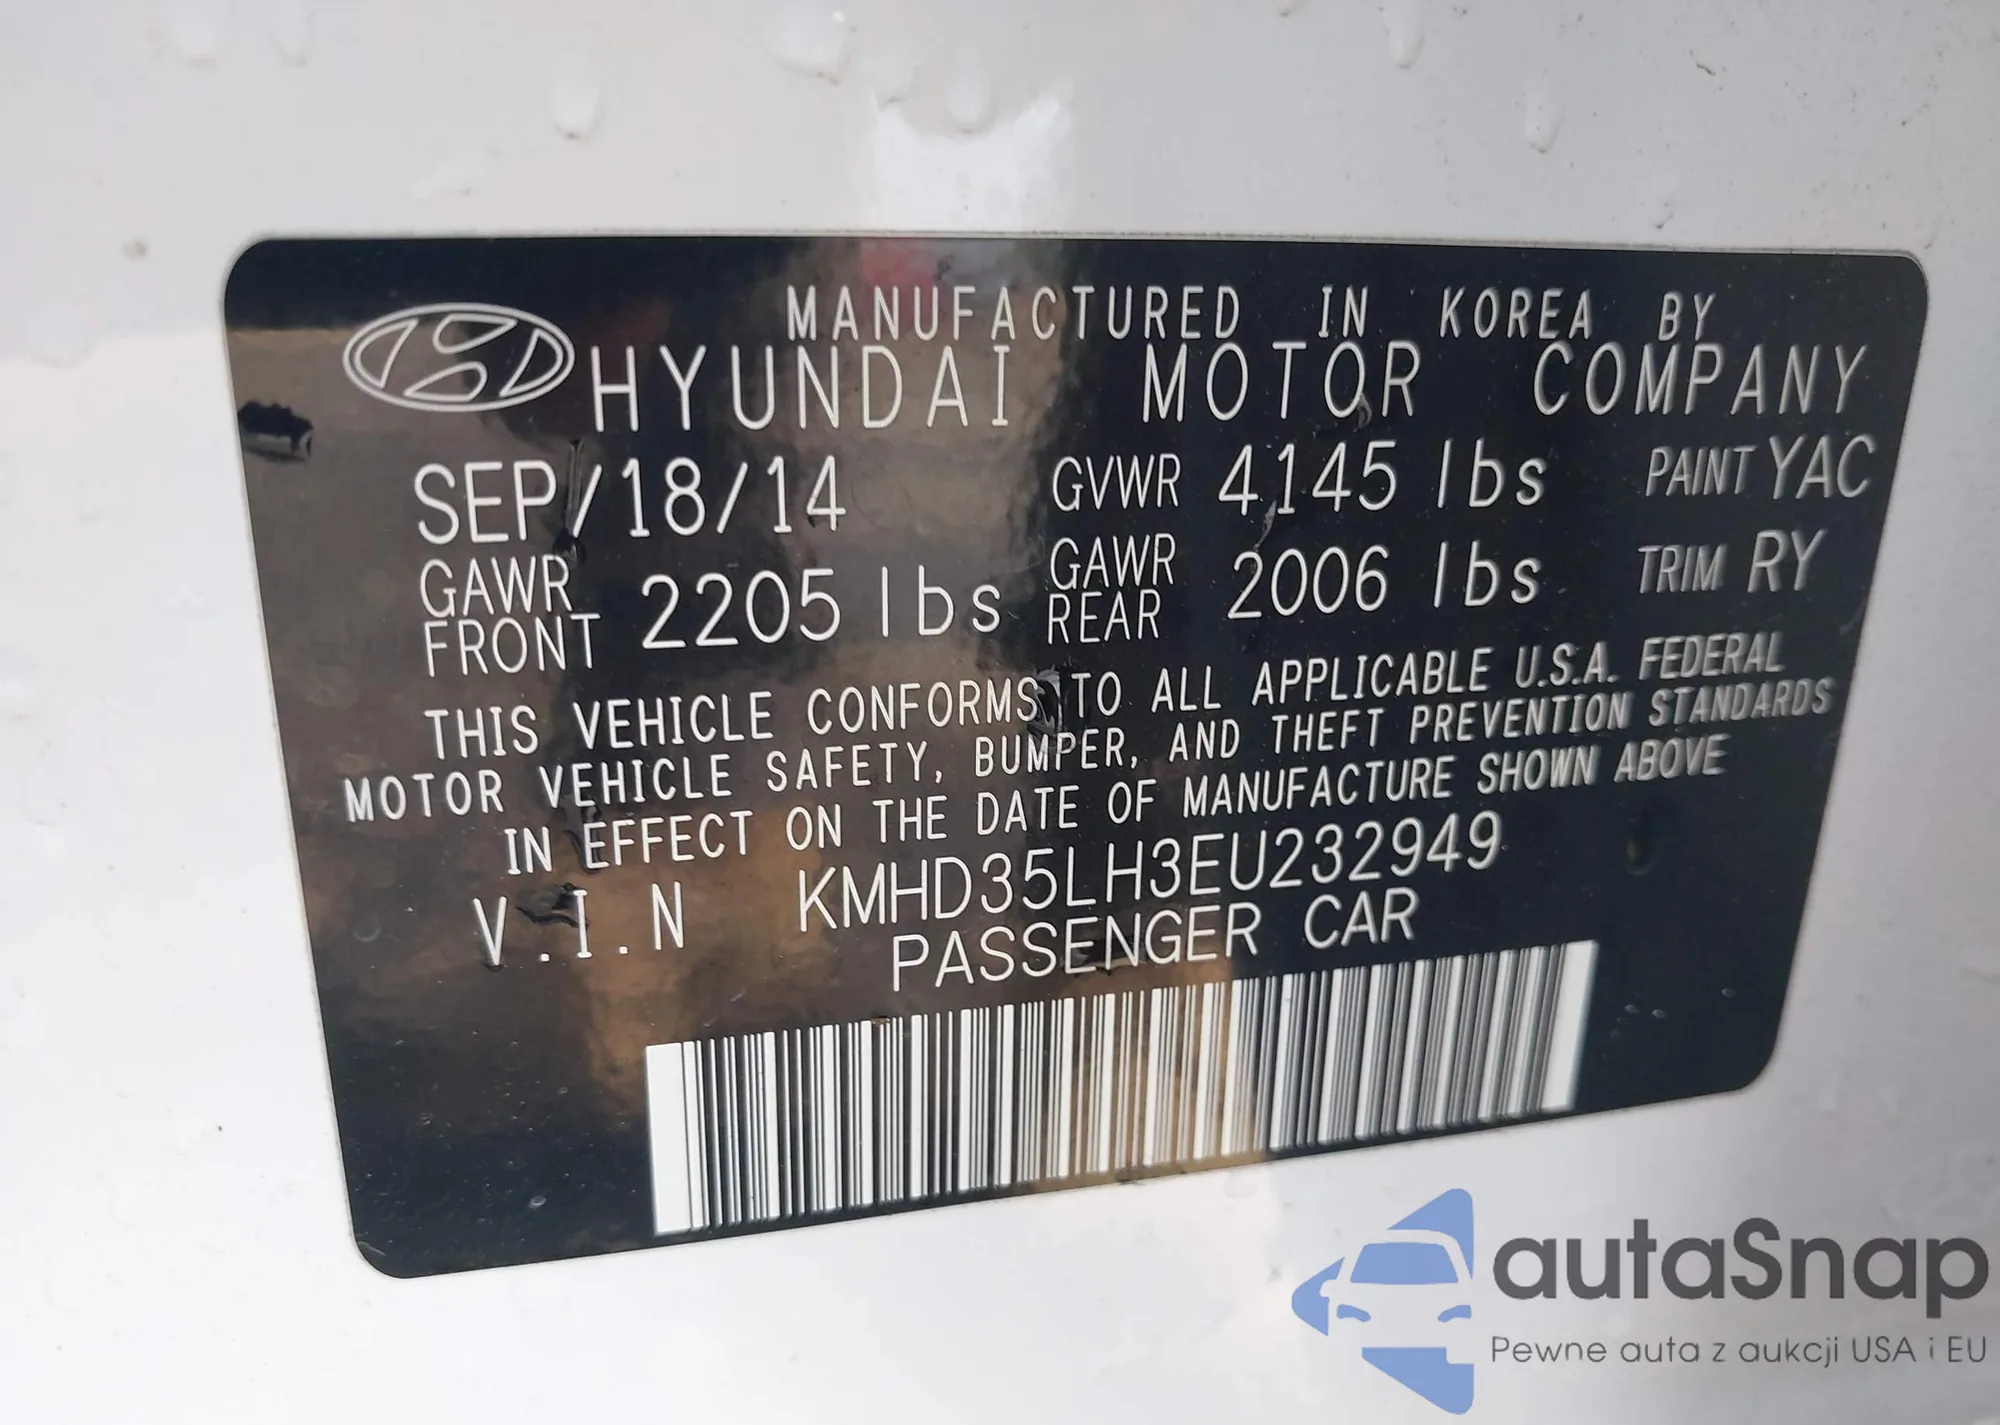 MANUFACTURED IN KOREA BY
HYUNDAI MOTOR COMPANY
SEP/18/14 GVWR 4145 lbs PAINT YAC
GAWR FRONT 2205 lbs GAWR REAR 2006 lbs TRIM RY
THIS VEHICLE CONFORMS TO ALL APPLICABLE U.S.A. FEDERAL
MOTOR VEHICLE SAFETY, BUMPER, AND THEFT PREVENTION STANDARDS
IN EFFECT ON THE DATE OF MANUFACTURE SHOWN ABOVE
V.I.N KMHD35LH3EU232949
PASSENGER CAR
autaSnap
Pewne auta z aukcji USA i EU